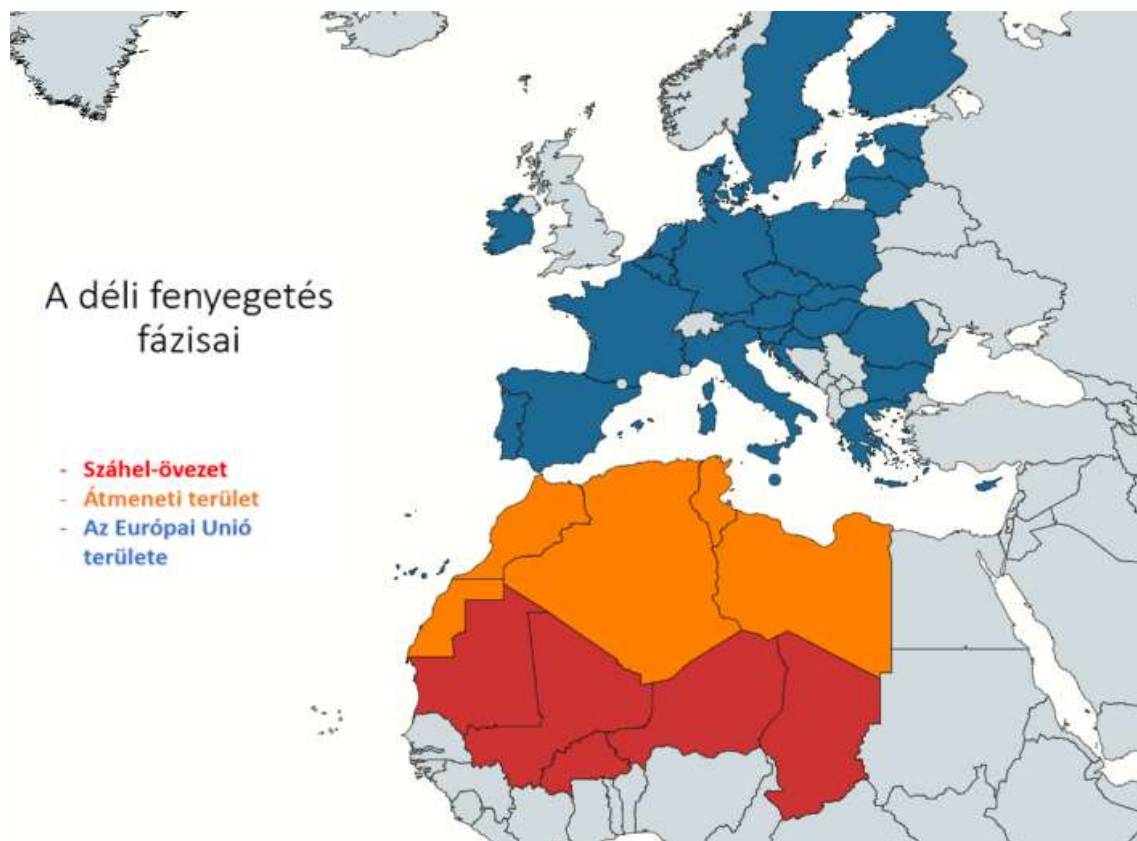 A déli fenyegetés
fázisai
- Száhel-övezet
- Átmeneti terület
- Az Európai Unió
területe